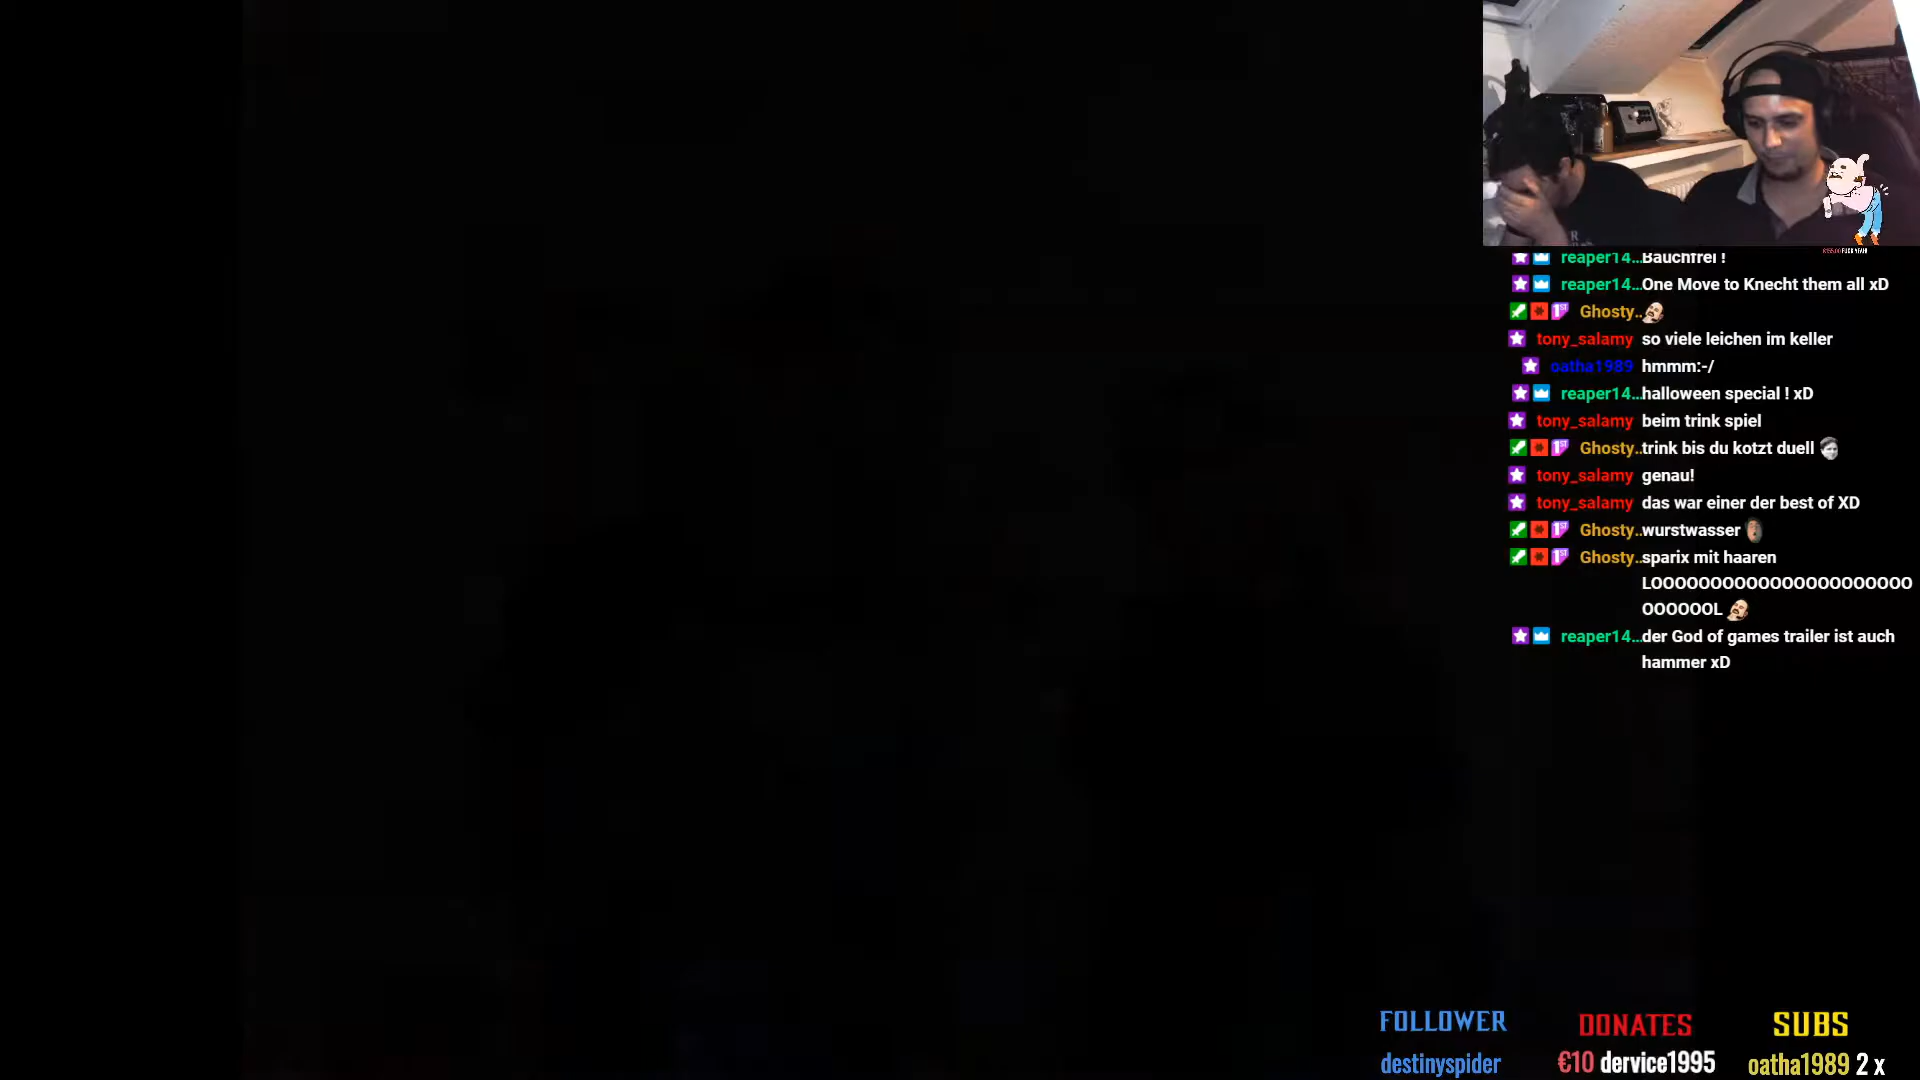 reaper14...Bauchfrei !
reaper14...One Move to Knecht them all xD
Ghosty..
tony_salamy so viele leichen im keller
oatha1989 hmmm:-/
reaper14...halloween special ! xD
tony_salamy beim trink spiel
Ghosty..trink bis du kotzt duell
tony_salamy genau!
tony_salamy das war einer der best of XD
Ghosty..wurstwasser
Ghosty..sparix mit haaren
LOOOOOOOOOOOOOOOOOOOOOO
OOOOOOL
reaper14...der God of games trailer ist auch
hammer xD
FOLLOWER
destinyspider
DONATES
€10 dervice1995
SUBS
oatha1989 2 x